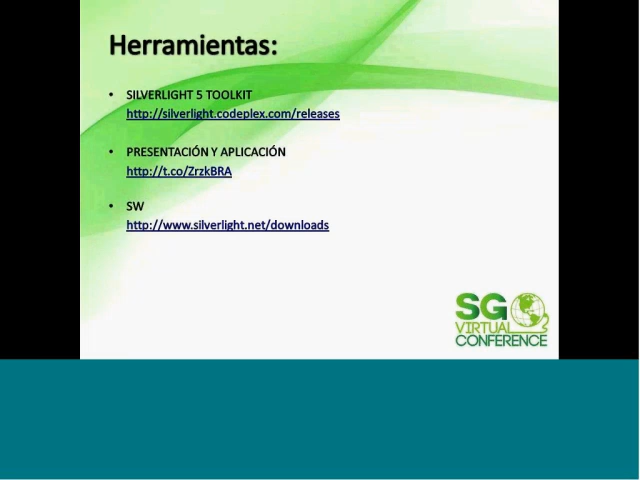 Herramientas:
• SILVERLIGHT 5 TOOLKIT
http://silverlight.codeplex.com/releases
• PRESENTACIÓN Y APLICACIÓN
http://t.co/ZrzkBRA
• SW
http://www.silverlight.net/downloads
SG
VIRTUAL
CONFERENCE